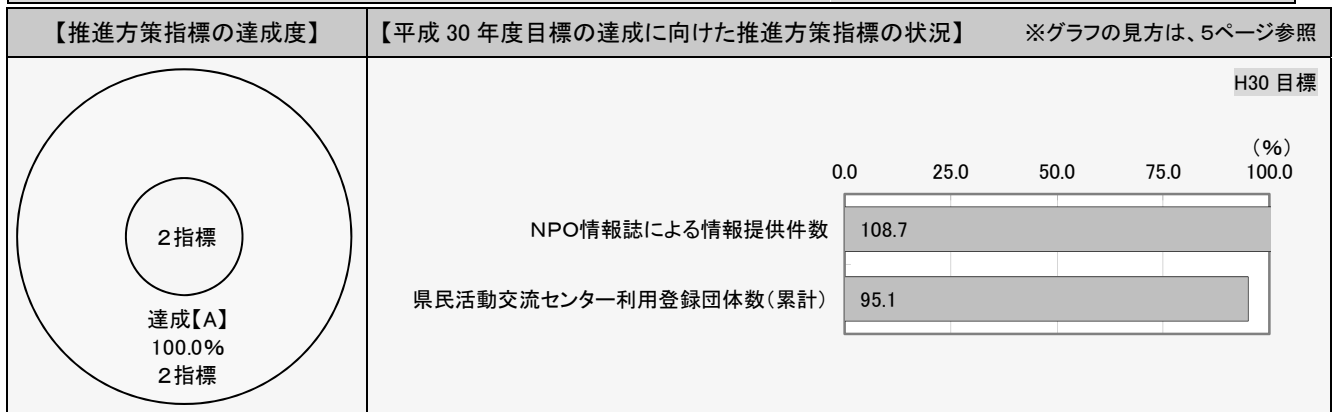 【推進方策指標の達成度】
【平成 30 年度目標の達成に向けた推進方策指標の状況】 ※グラフの見方は、5ページ参照
2指標
達成【A】
100.0%
2指標
H30 目標
(%)
0.0 25.0 50.0 75.0 100.0
NPO情報誌による情報提供件数 108.7
県民活動交流センター利用登録団体数(累計) 95.1